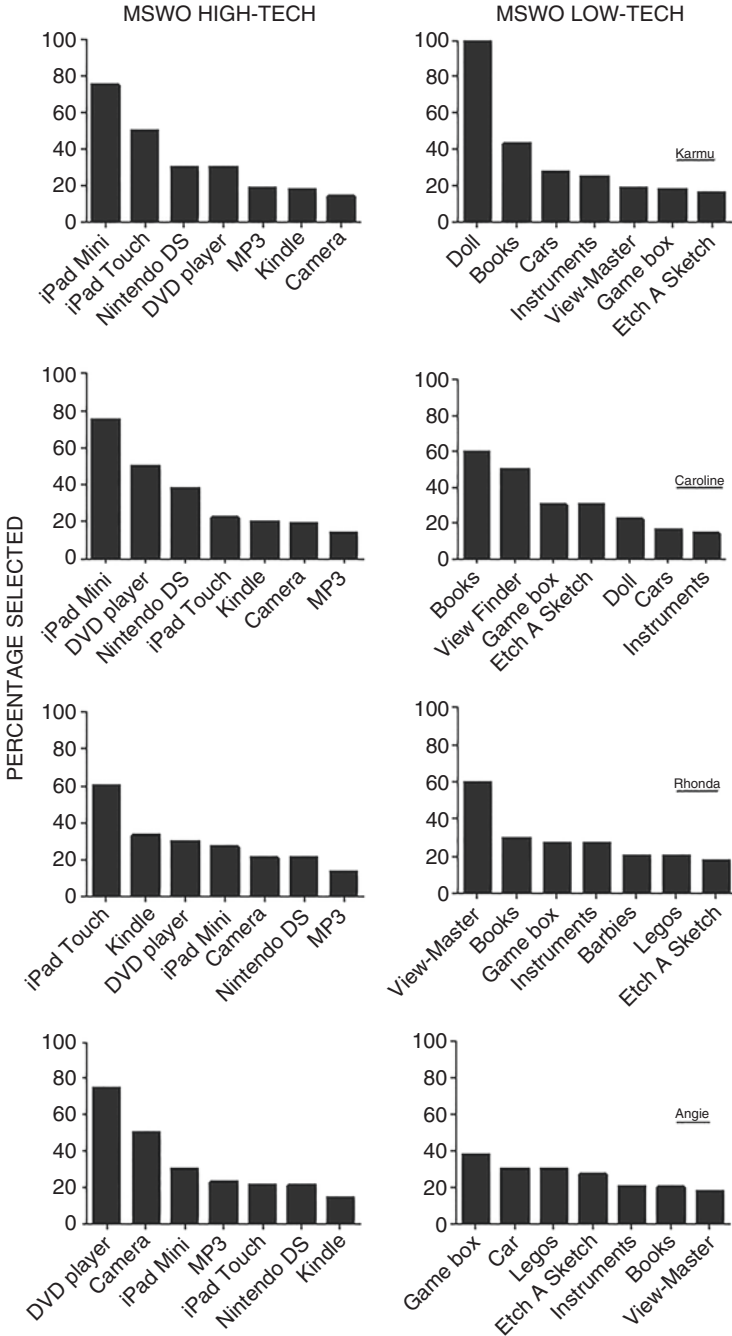 MSWO HIGH-TECH
MSWO LOW-TECH
PERCENTAGE SELECTED
100
80
60
40
20
0
iPad Mini
iPad Touch
Nintendo DS
DVD player
MP3
Kindle
Camera
100
80
60
40
20
0
Karmu
Doll
Books
Cars
Instruments
View-Master
Game box
Etch A Sketch
100
80
60
40
20
0
iPad Mini
DVD player
Nintendo DS
iPad Touch
Kindle
Camera
MP3
100
80
60
40
20
0
Caroline
Books
View Finder
Game box
Etch A Sketch
Doll
Cars
Instruments
100
80
60
40
20
0
iPad Touch
Kindle
DVD player
iPad Mini
Camera
Nintendo DS
MP3
100
80
60
40
20
0
Rhonda
View-Master
Books
Game box
Instruments
Barbies
Legos
Etch A Sketch
100
80
60
40
20
0
DVD player
Camera
iPad Mini
MP3
iPad Touch
Nintendo DS
Kindle
100
80
60
40
20
0
Angie
Game box
Car
Legos
Etch A Sketch
Instruments
Books
View-Master